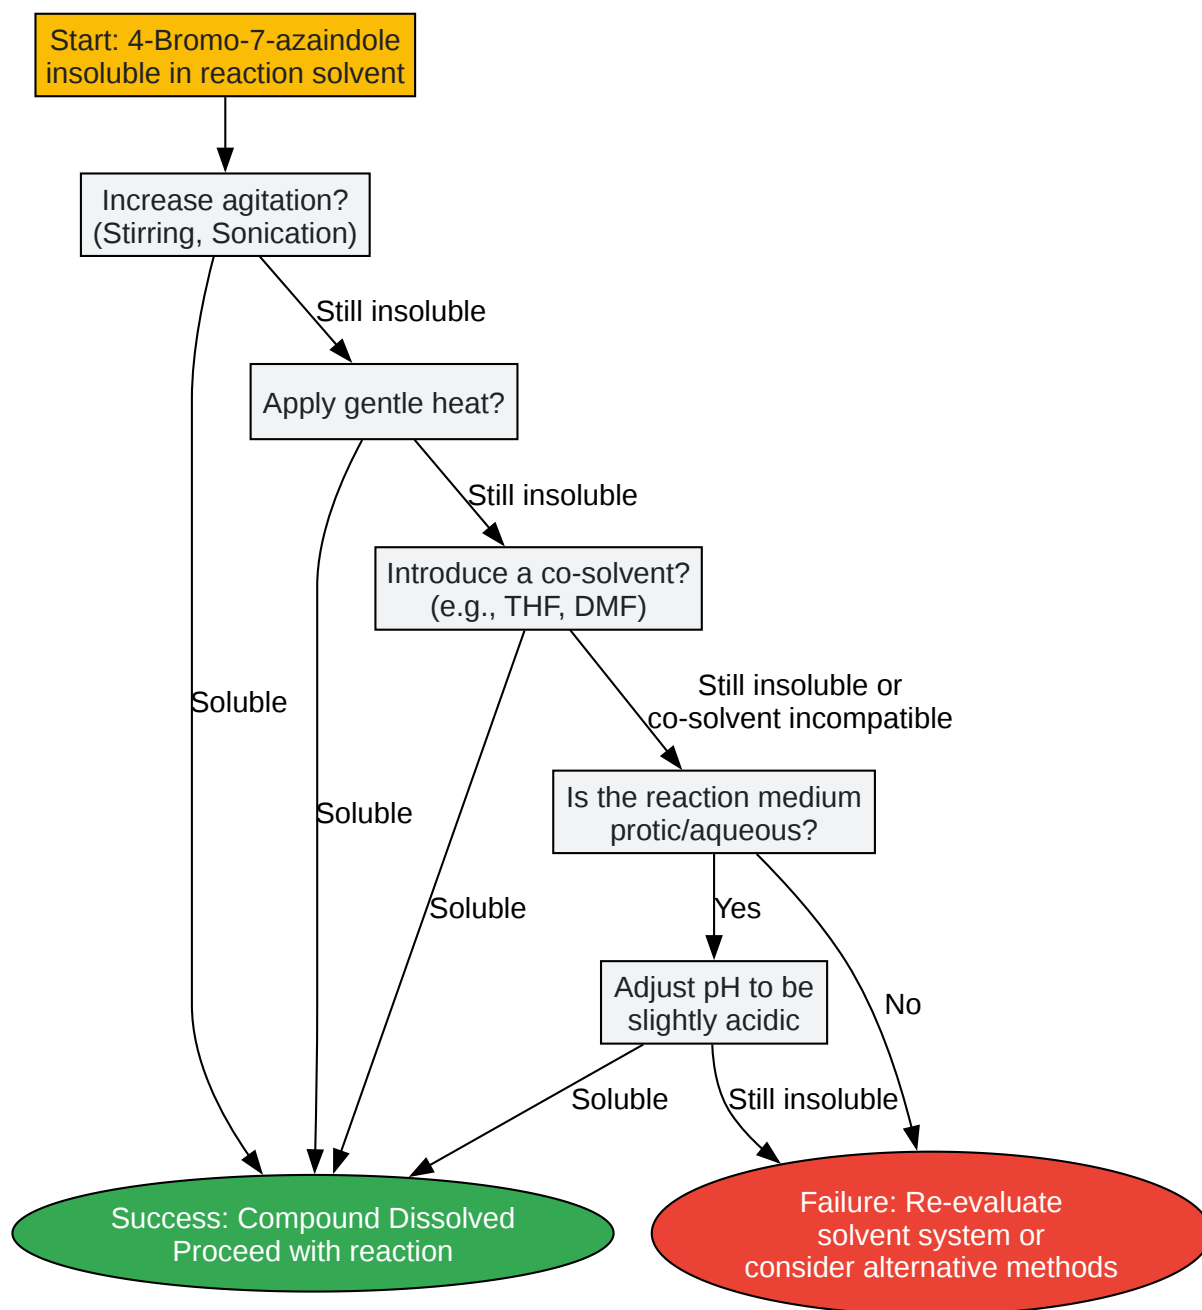 Start: 4-Bromo-7-azaindole
insoluble in reaction solvent
Increase agitation?
(Stirring, Sonication)
Still insoluble
Apply gentle heat?
Still insoluble
Introduce a co-solvent?
(e.g., THF, DMF)
Still insoluble or
co-solvent incompatible
Soluble
Is the reaction medium
protic/aqueous?
Soluble
Soluble
Yes
Adjust pH to be
slightly acidic
No
Soluble
Still insoluble
Success: Compound Dissolved
Proceed with reaction
Failure: Re-evaluate
solvent system or
consider alternative methods